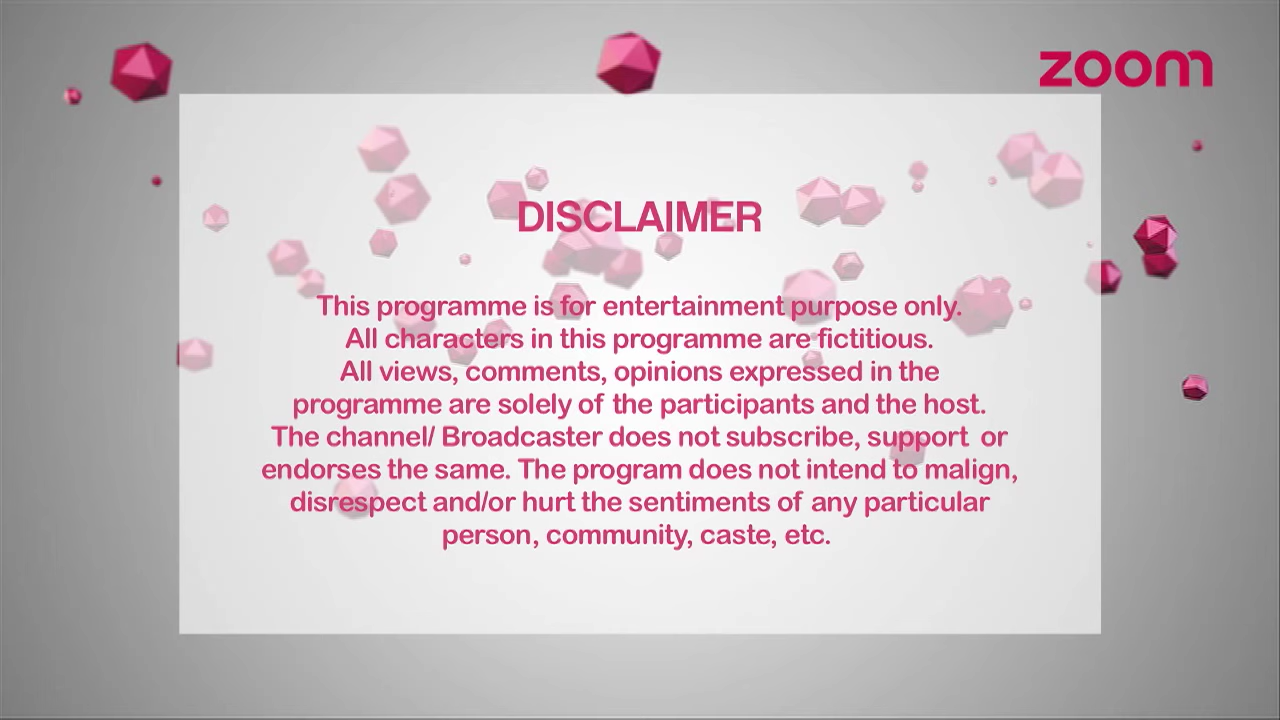 zoom
DISCLAIMER
This programme is for entertainment purpose only.
All characters in this programme are fictitious.
All views, comments, opinions expressed in the
programme are solely of the participants and the host.
The channel/ Broadcaster does not subscribe, support or
endorses the same. The program does not intend to malign,
disrespect and/or hurt the sentiments of any particular
person, community, caste, etc.